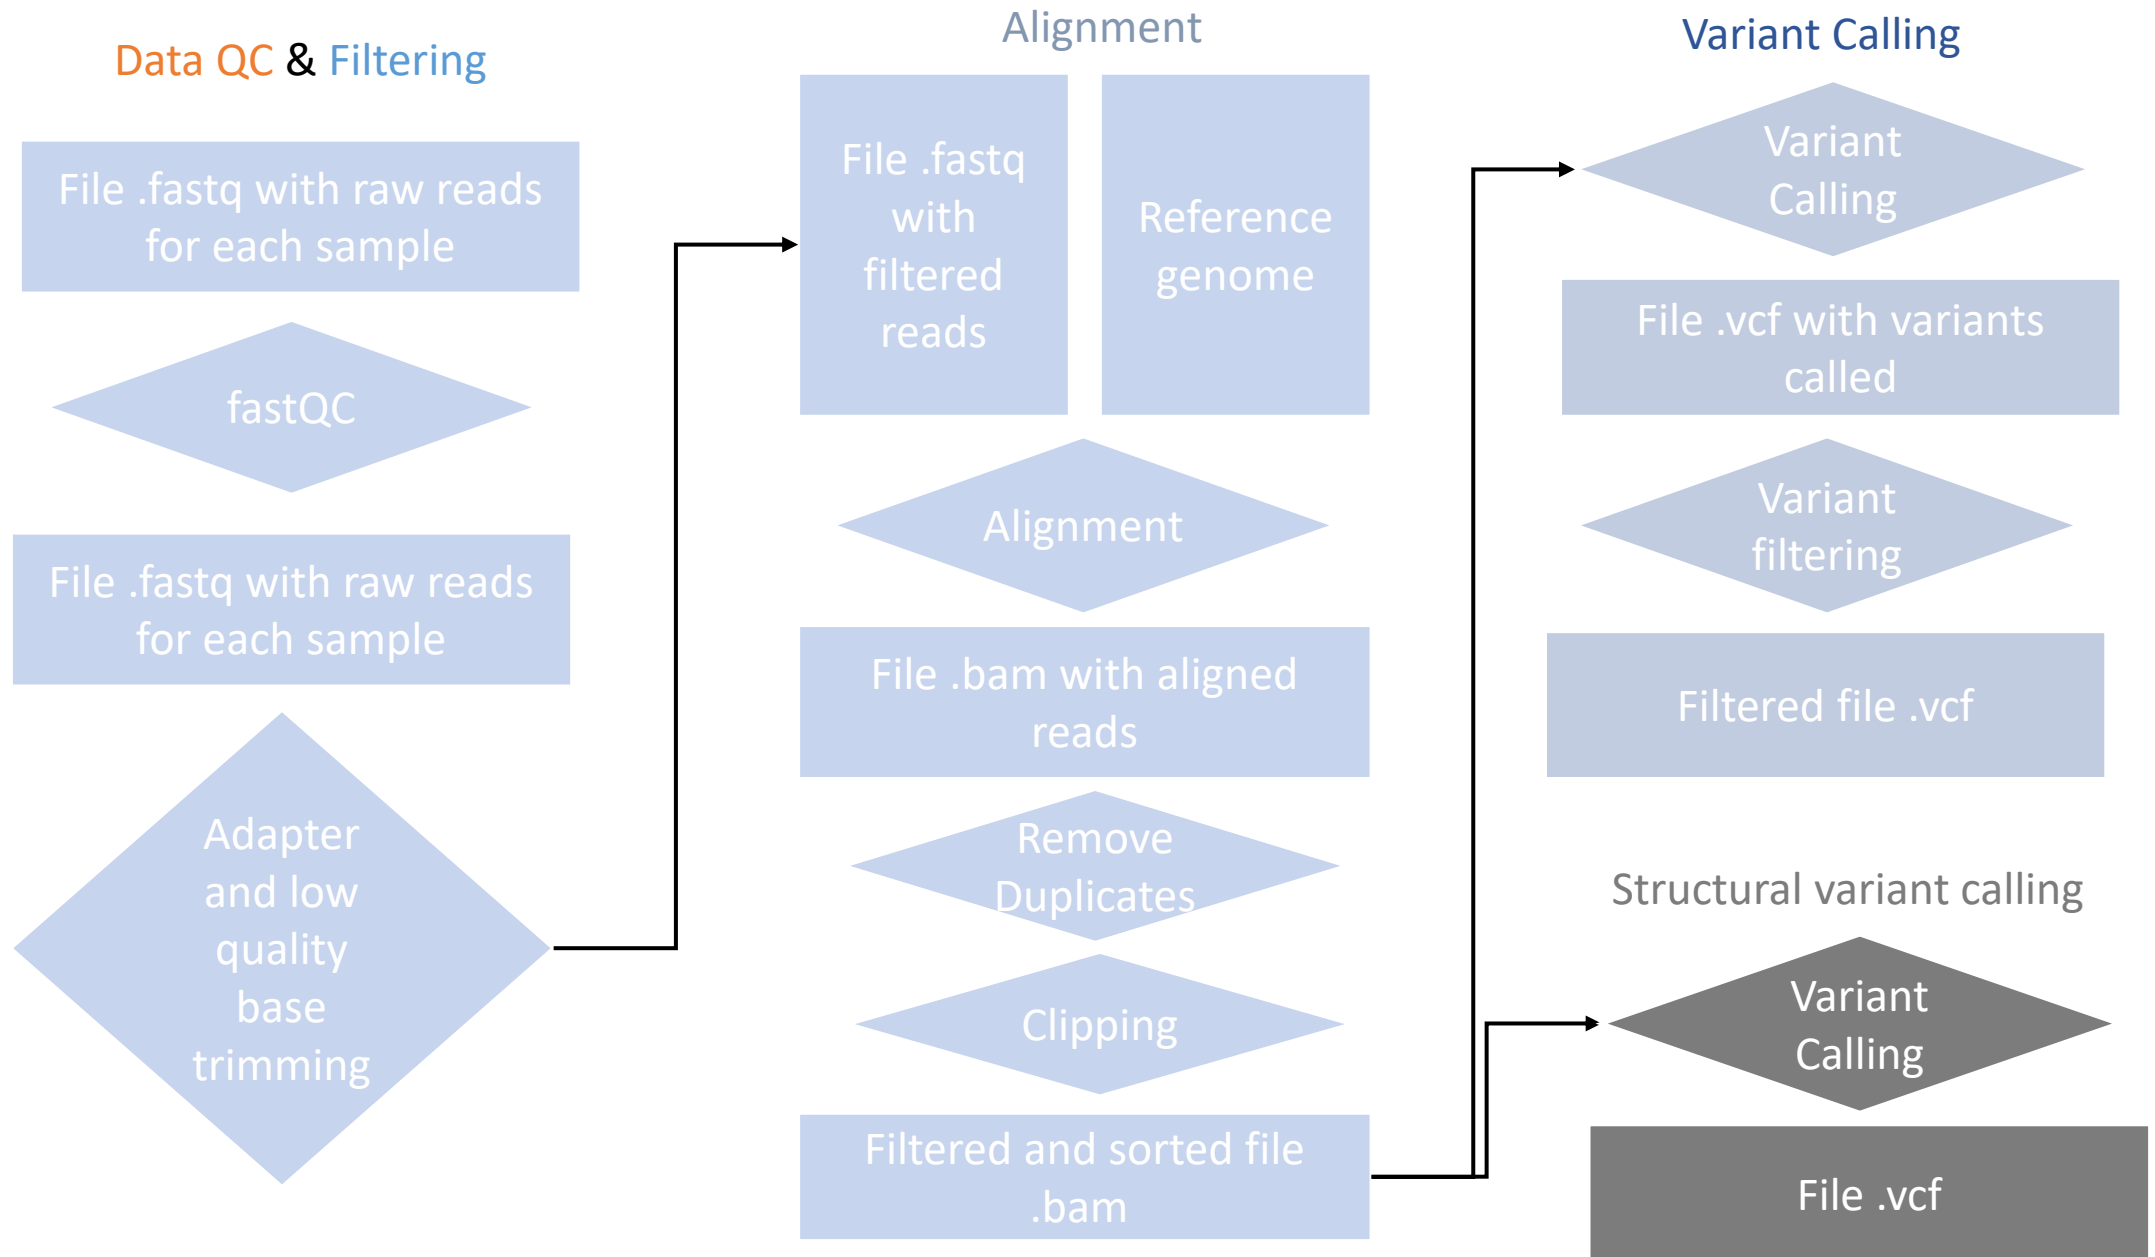 Data QC & Filtering
File .fastq with raw reads
for each sample
fastQC
File .fastq with raw reads
for each sample
Adapter
and low
quality
base
trimming
Alignment
File .fastq
with
filtered
reads
Reference
genome
Alignment
File .bam with aligned
reads
Remove
Duplicates
Clipping
Filtered and sorted file
.bam
Variant Calling
Variant
Calling
File .vcf with variants
called
Variant
filtering
Filtered file .vcf
Structural variant calling
Variant
Calling
File .vcf